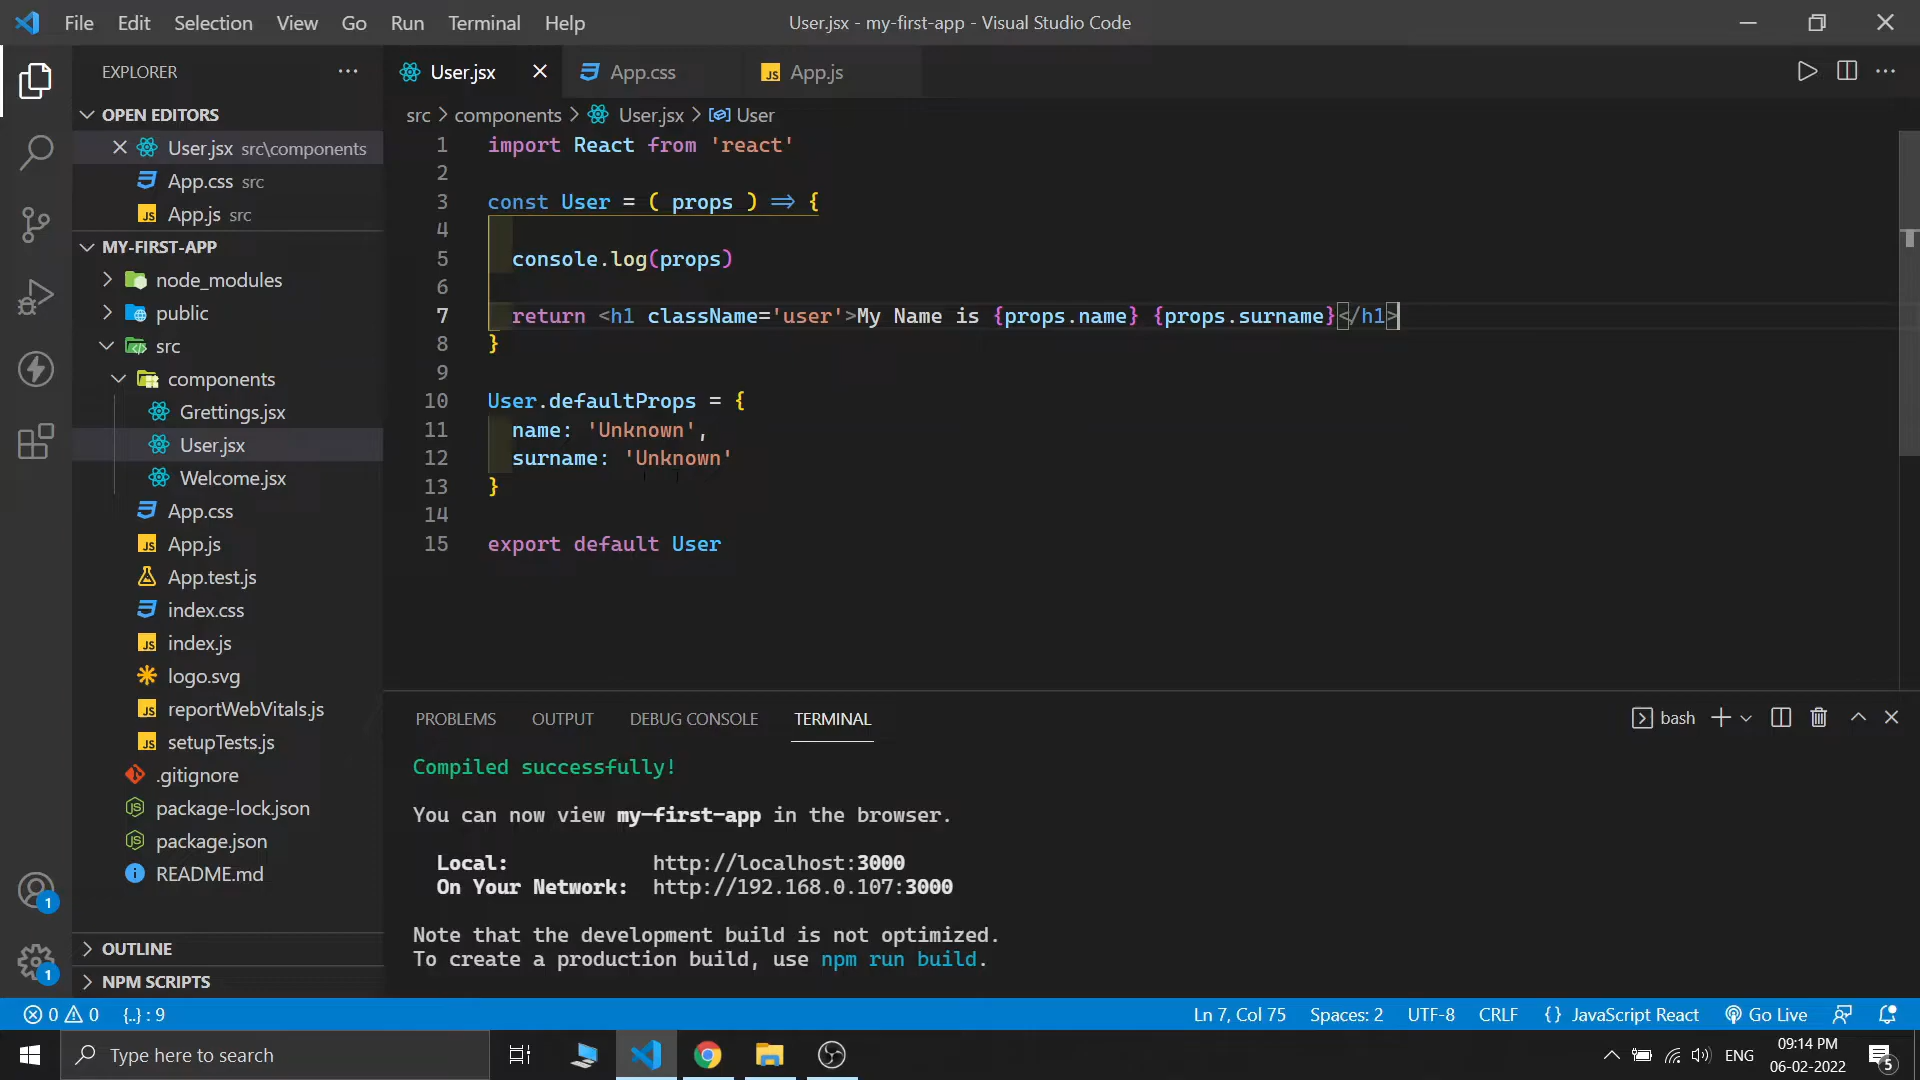 File Edit Selection View Go Run Terminal Help
User.jsx - my-first-app - Visual Studio Code
EXPLORER
OPEN EDITORS
User.jsx src\components
App.css src
App.js src
MY-FIRST-APP
node_modules
public
src
components
Grettings.jsx
User.jsx
Welcome.jsx
App.css
App.js
App.test.js
index.css
index.js
logo.svg
reportWebVitals.js
setupTests.js
.gitignore
package-lock.json
package.json
README.md
OUTLINE
NPM SCRIPTS
User.jsx App.css App.js
src > components > User.jsx > User
1 import React from 'react'
2
3 const User = ( props ) => {
4
5 console.log(props)
6
7 return <h1 className='user'>My Name is {props.name} {props.surname}</h1>
8 }
9
10 User.defaultProps = {
11 name: 'Unknown',
12 surname: 'Unknown'
13 }
14
15 export default User
PROBLEMS OUTPUT DEBUG CONSOLE TERMINAL
bash
Compiled successfully!
You can now view my-first-app in the browser.
Local: http://localhost:3000
On Your Network: http://192.168.0.107:3000
Note that the development build is not optimized.
To create a production build, use npm run build.
1
1
0 0 {..} : 9
Ln 7, Col 75 Spaces: 2 UTF-8 CRLF {} JavaScript React Go Live
Type here to search
ENG
09:14 PM
06-02-2022
5